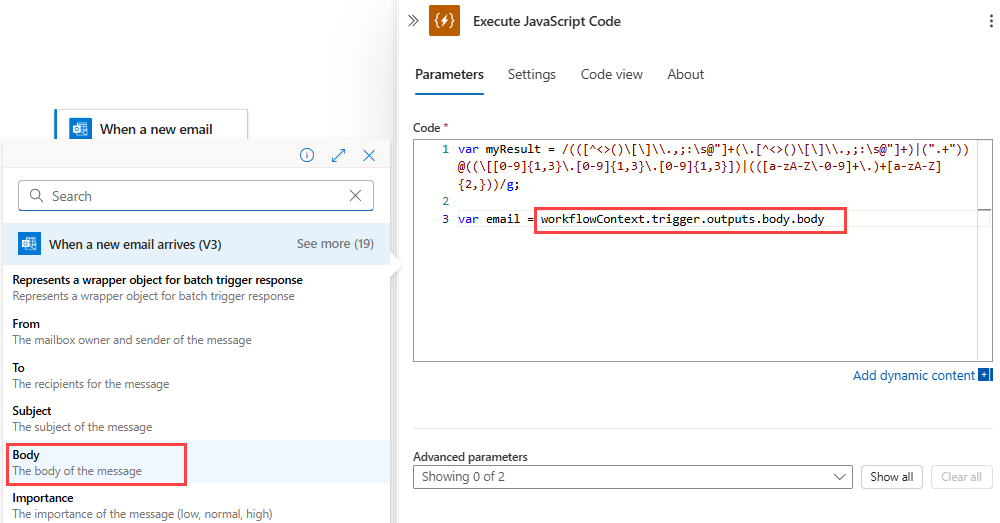 When a new email
Search
When a new email arrives (V3)
See more (19)
Represents a wrapper object for batch trigger response
Represents a wrapper object for batch trigger response
From
The mailbox owner and sender of the message
To
The recipients for the message
Subject
The subject of the message
Body
The body of the message
Importance
The importance of the message (low, normal, high)
Execute JavaScript Code
Parameters
Settings
Code view
About
Code *
1 var myResult = /(([^<>()\[\]\\.,;:\s@"]+(\.[^<>()\[\]\\.,;:\s@"]+)|(".+"))
@((\[[0-9]{1,3}\.[0-9]{1,3}\.[0-9]{1,3}])|(([a-zA-Z\-0-9]+\.)+[a-zA-Z]
{2,}))/g;
2
3 var email = workflowContext.trigger.outputs.body.body
Add dynamic content
Advanced parameters
Showing 0 of 2
Show all
Clear all